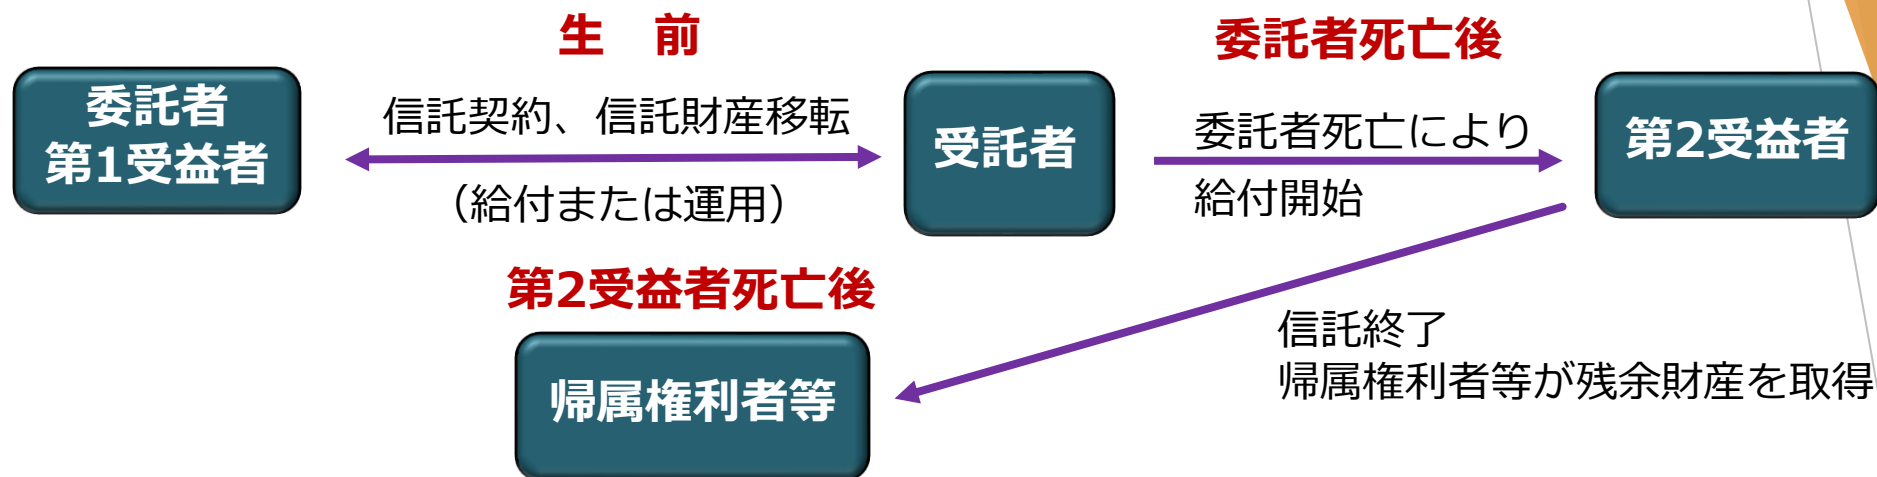 生　前
委託者
第1受益者
信託契約、信託財産移転
（給付または運用）
受託者
委託者死亡後
委託者死亡により
給付開始
第2受益者
第2受益者死亡後
帰属権利者等
信託終了
帰属権利者等が残余財産を取得